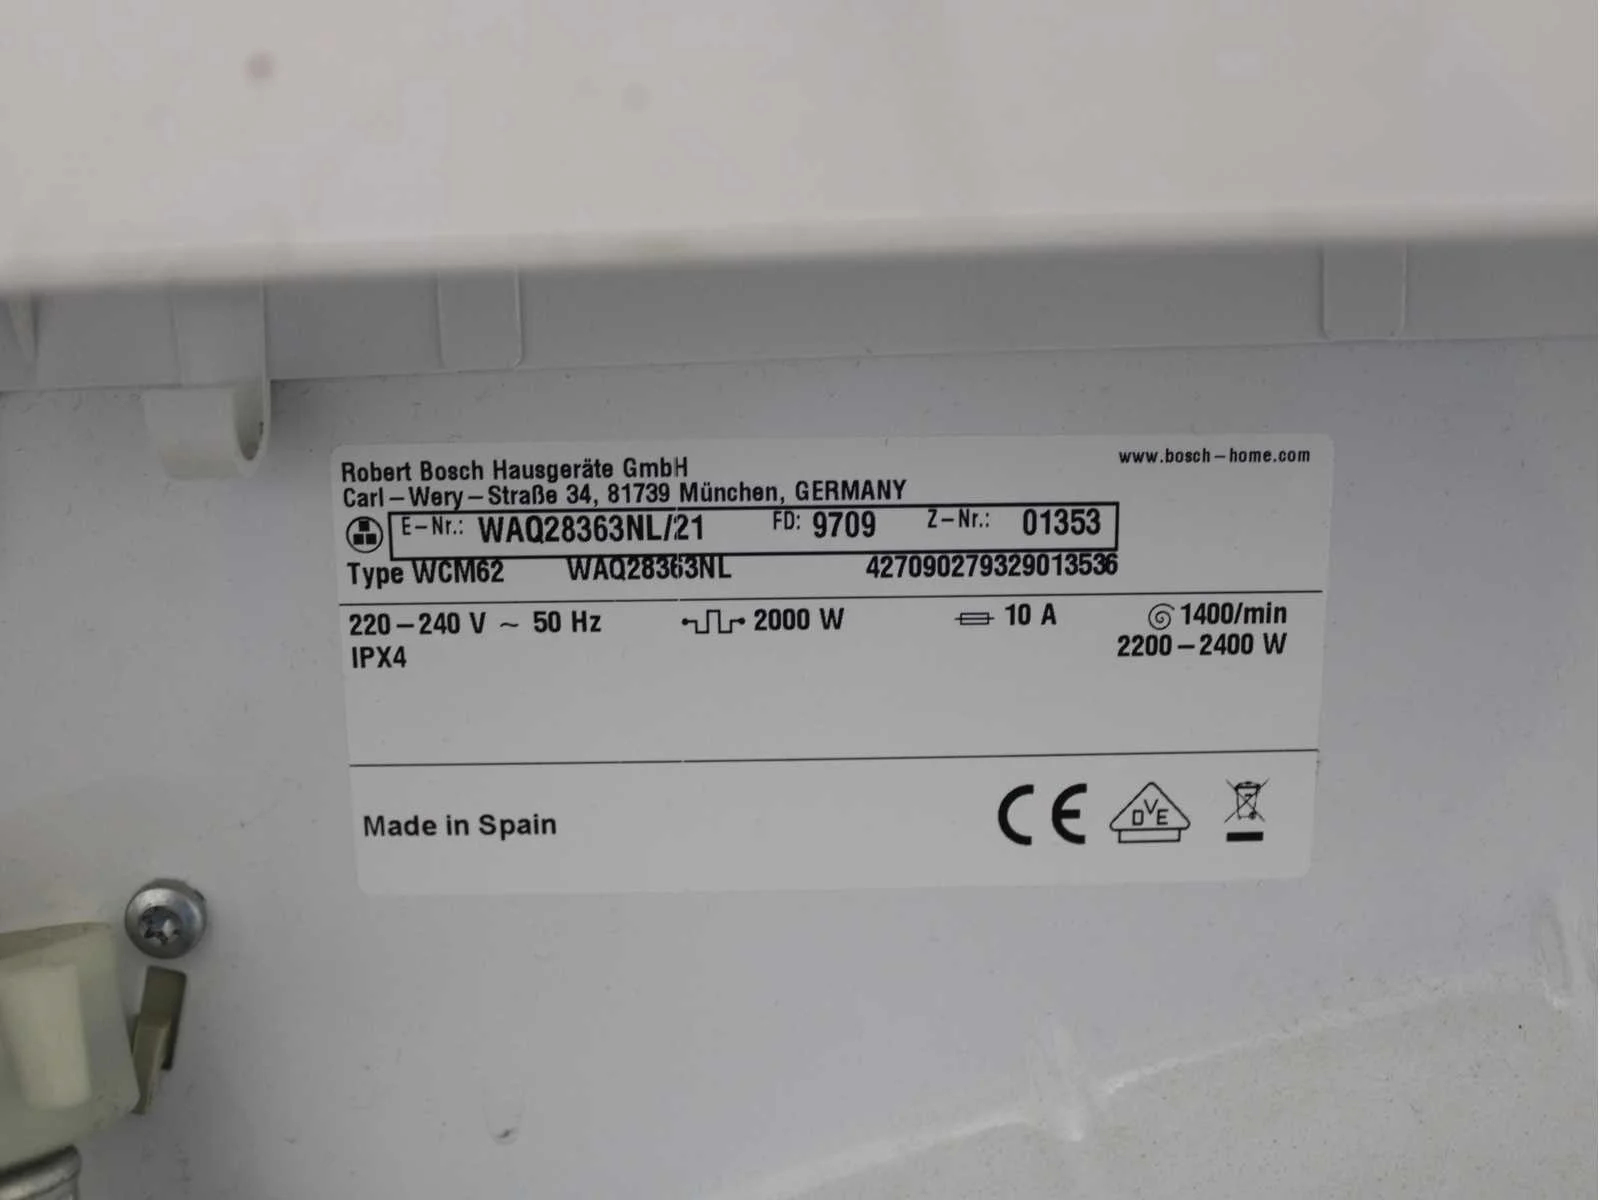 www.bosch-home.com
Robert Bosch Hausgeräte GmbH
Carl-Wery-Straße 34, 81739 München, GERMANY
E-Nr.: WAQ28363NL/21 FD: 9709 Z-Nr.: 01353
Type WCM62 WAQ28363NL 427090279329013536
220-240 V ~ 50 Hz 2000 W 10 A 1400/min
IPX4 2200-2400 W
Made in Spain CE DVE